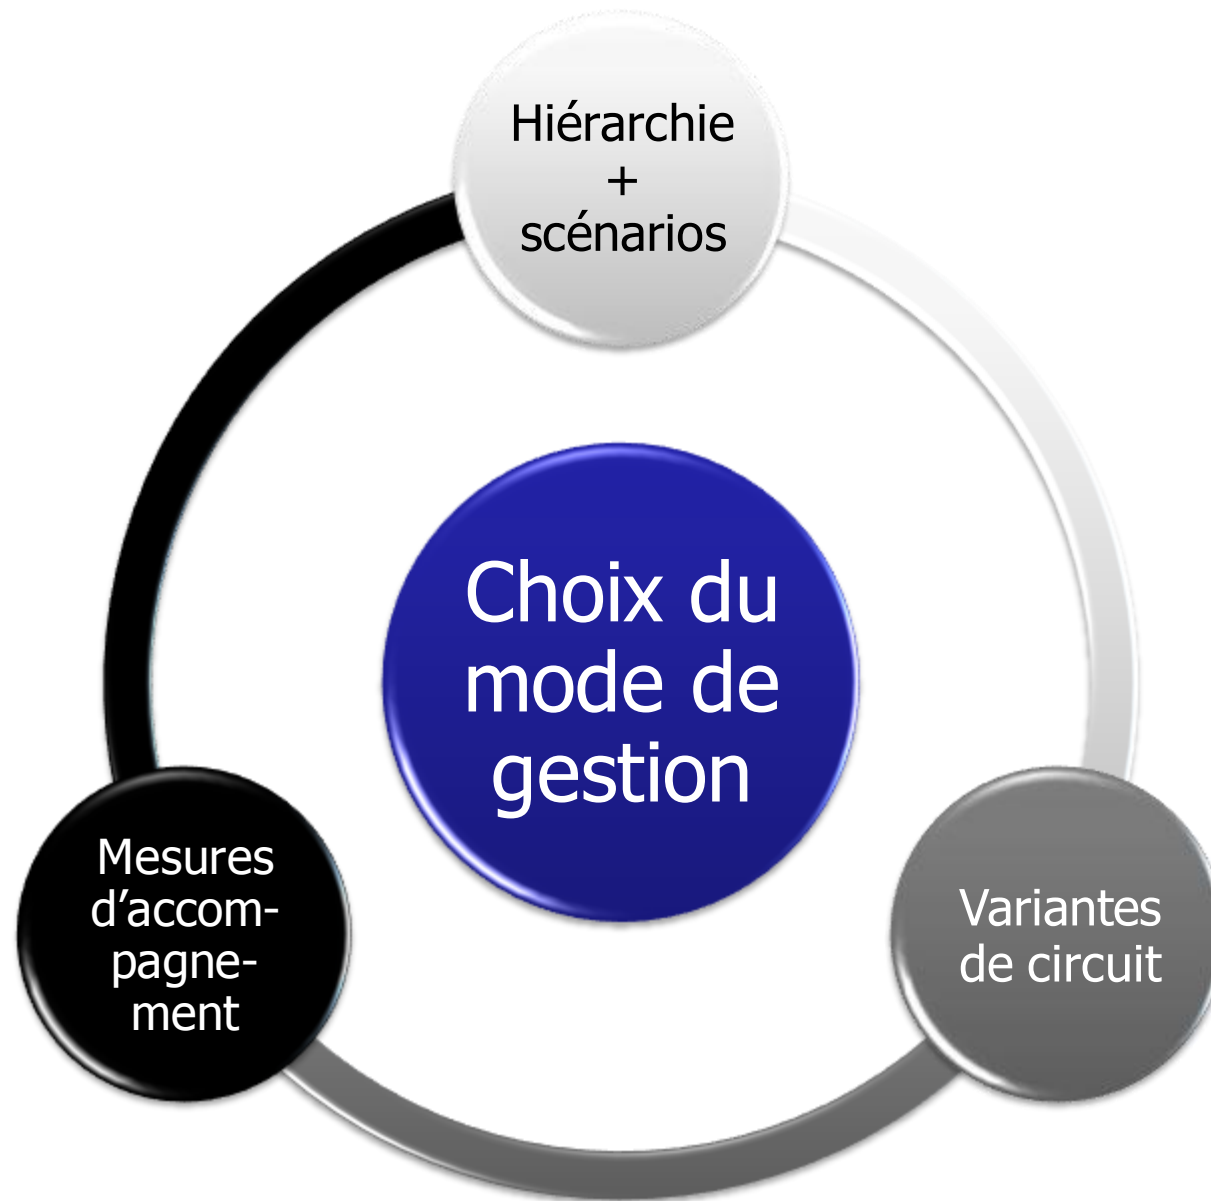 Hiérarchie
+
scénarios
Choix du
mode de
gestion
Mesures
d’accom-
pagne-
ment
Variantes
de circuit